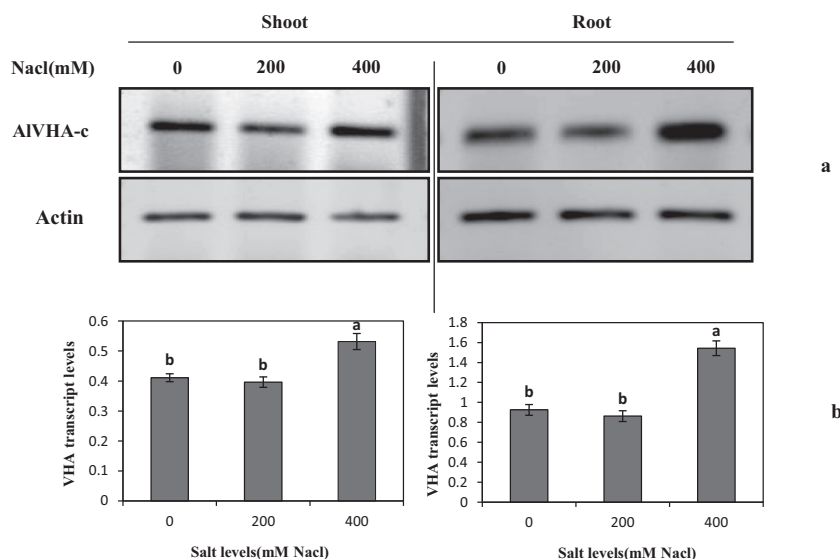 Shoot Root
Nacl(mM) 0 200 400 0 200 400
AlVHA-c
a
Actin
VHA transcript levels
0.6
0.5
0.4
0.3
0.2
0.1
0
b b a
0 200 400
Salt levels(mM Nacl)
VHA transcript levels
1.8
1.6
1.4
1.2
1
0.8
0.6
0.4
0.2
0
b b a
0 200 400
Salt levels(mM Nacl)
b